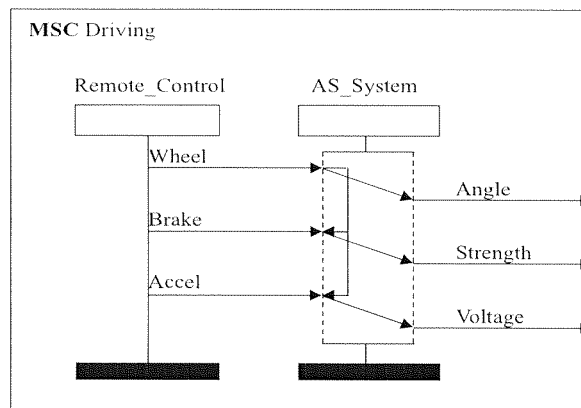 MSC Driving
Remote_Control
AS_System
Wheel
Angle
Brake
Strength
Accel
Voltage